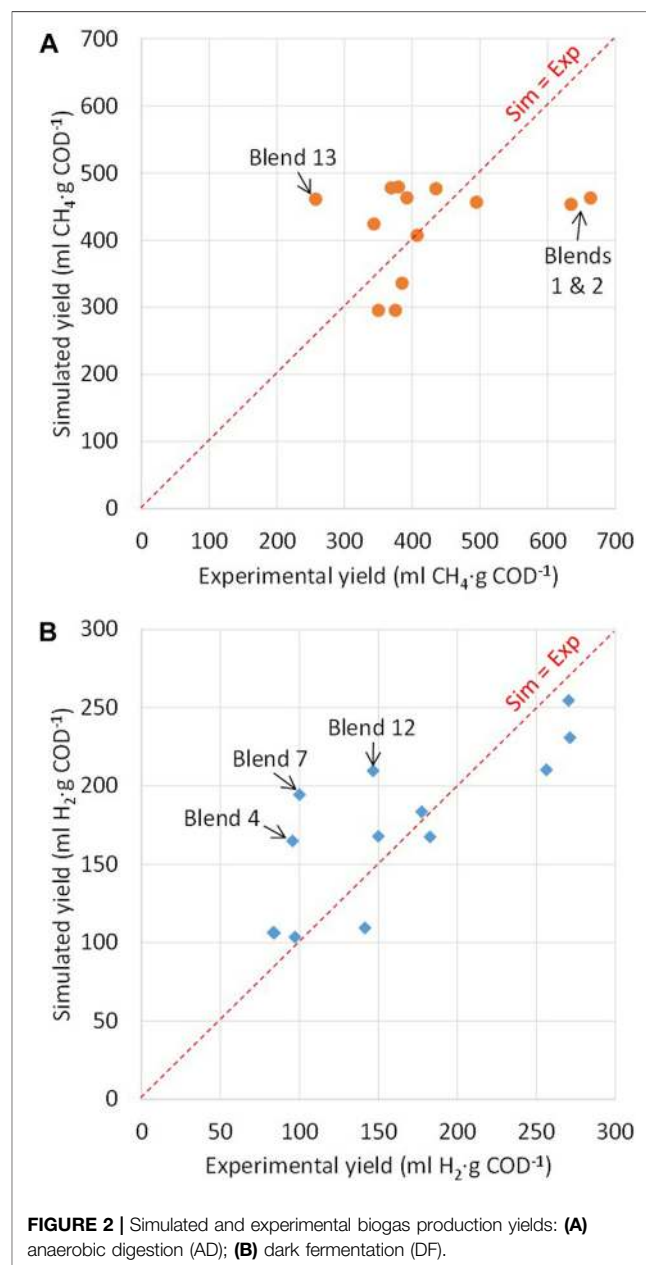 A
700
600
500
400
300
200
100
0
Simulated yield (ml CH₄·g COD⁻¹)
Sim = Exp
Blend 13
Blends
1 & 2
0 100 200 300 400 500 600 700
Experimental yield (ml CH₄·g COD⁻¹)
B
300
250
200
150
100
50
0
Simulated yield (ml H₂·g COD⁻¹)
Sim = Exp
Blend 12
Blend 7
Blend 4
0 50 100 150 200 250 300
Experimental yield (ml H₂·g COD⁻¹)
FIGURE 2 | Simulated and experimental biogas production yields: (A)
anaerobic digestion (AD); (B) dark fermentation (DF).